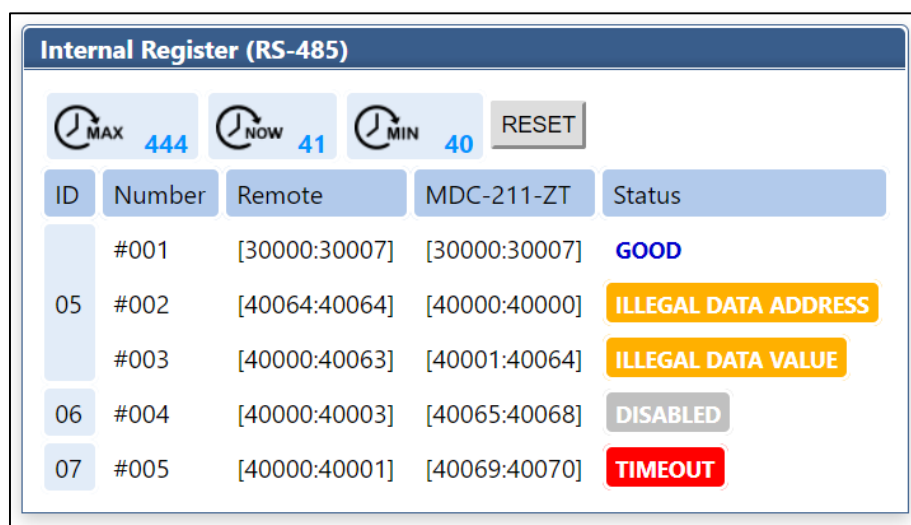 Internal Register (RS-485)
MAX 444 NOW 41 MIN 40 RESET
ID Number Remote MDC-211-ZT Status
#001 [30000:30007] [30000:30007] GOOD
05 #002 [40064:40064] [40000:40000] ILLEGAL DATA ADDRESS
#003 [40000:40063] [40001:40064] ILLEGAL DATA VALUE
06 #004 [40000:40003] [40065:40068] DISABLED
07 #005 [40000:40001] [40069:40070] TIMEOUT